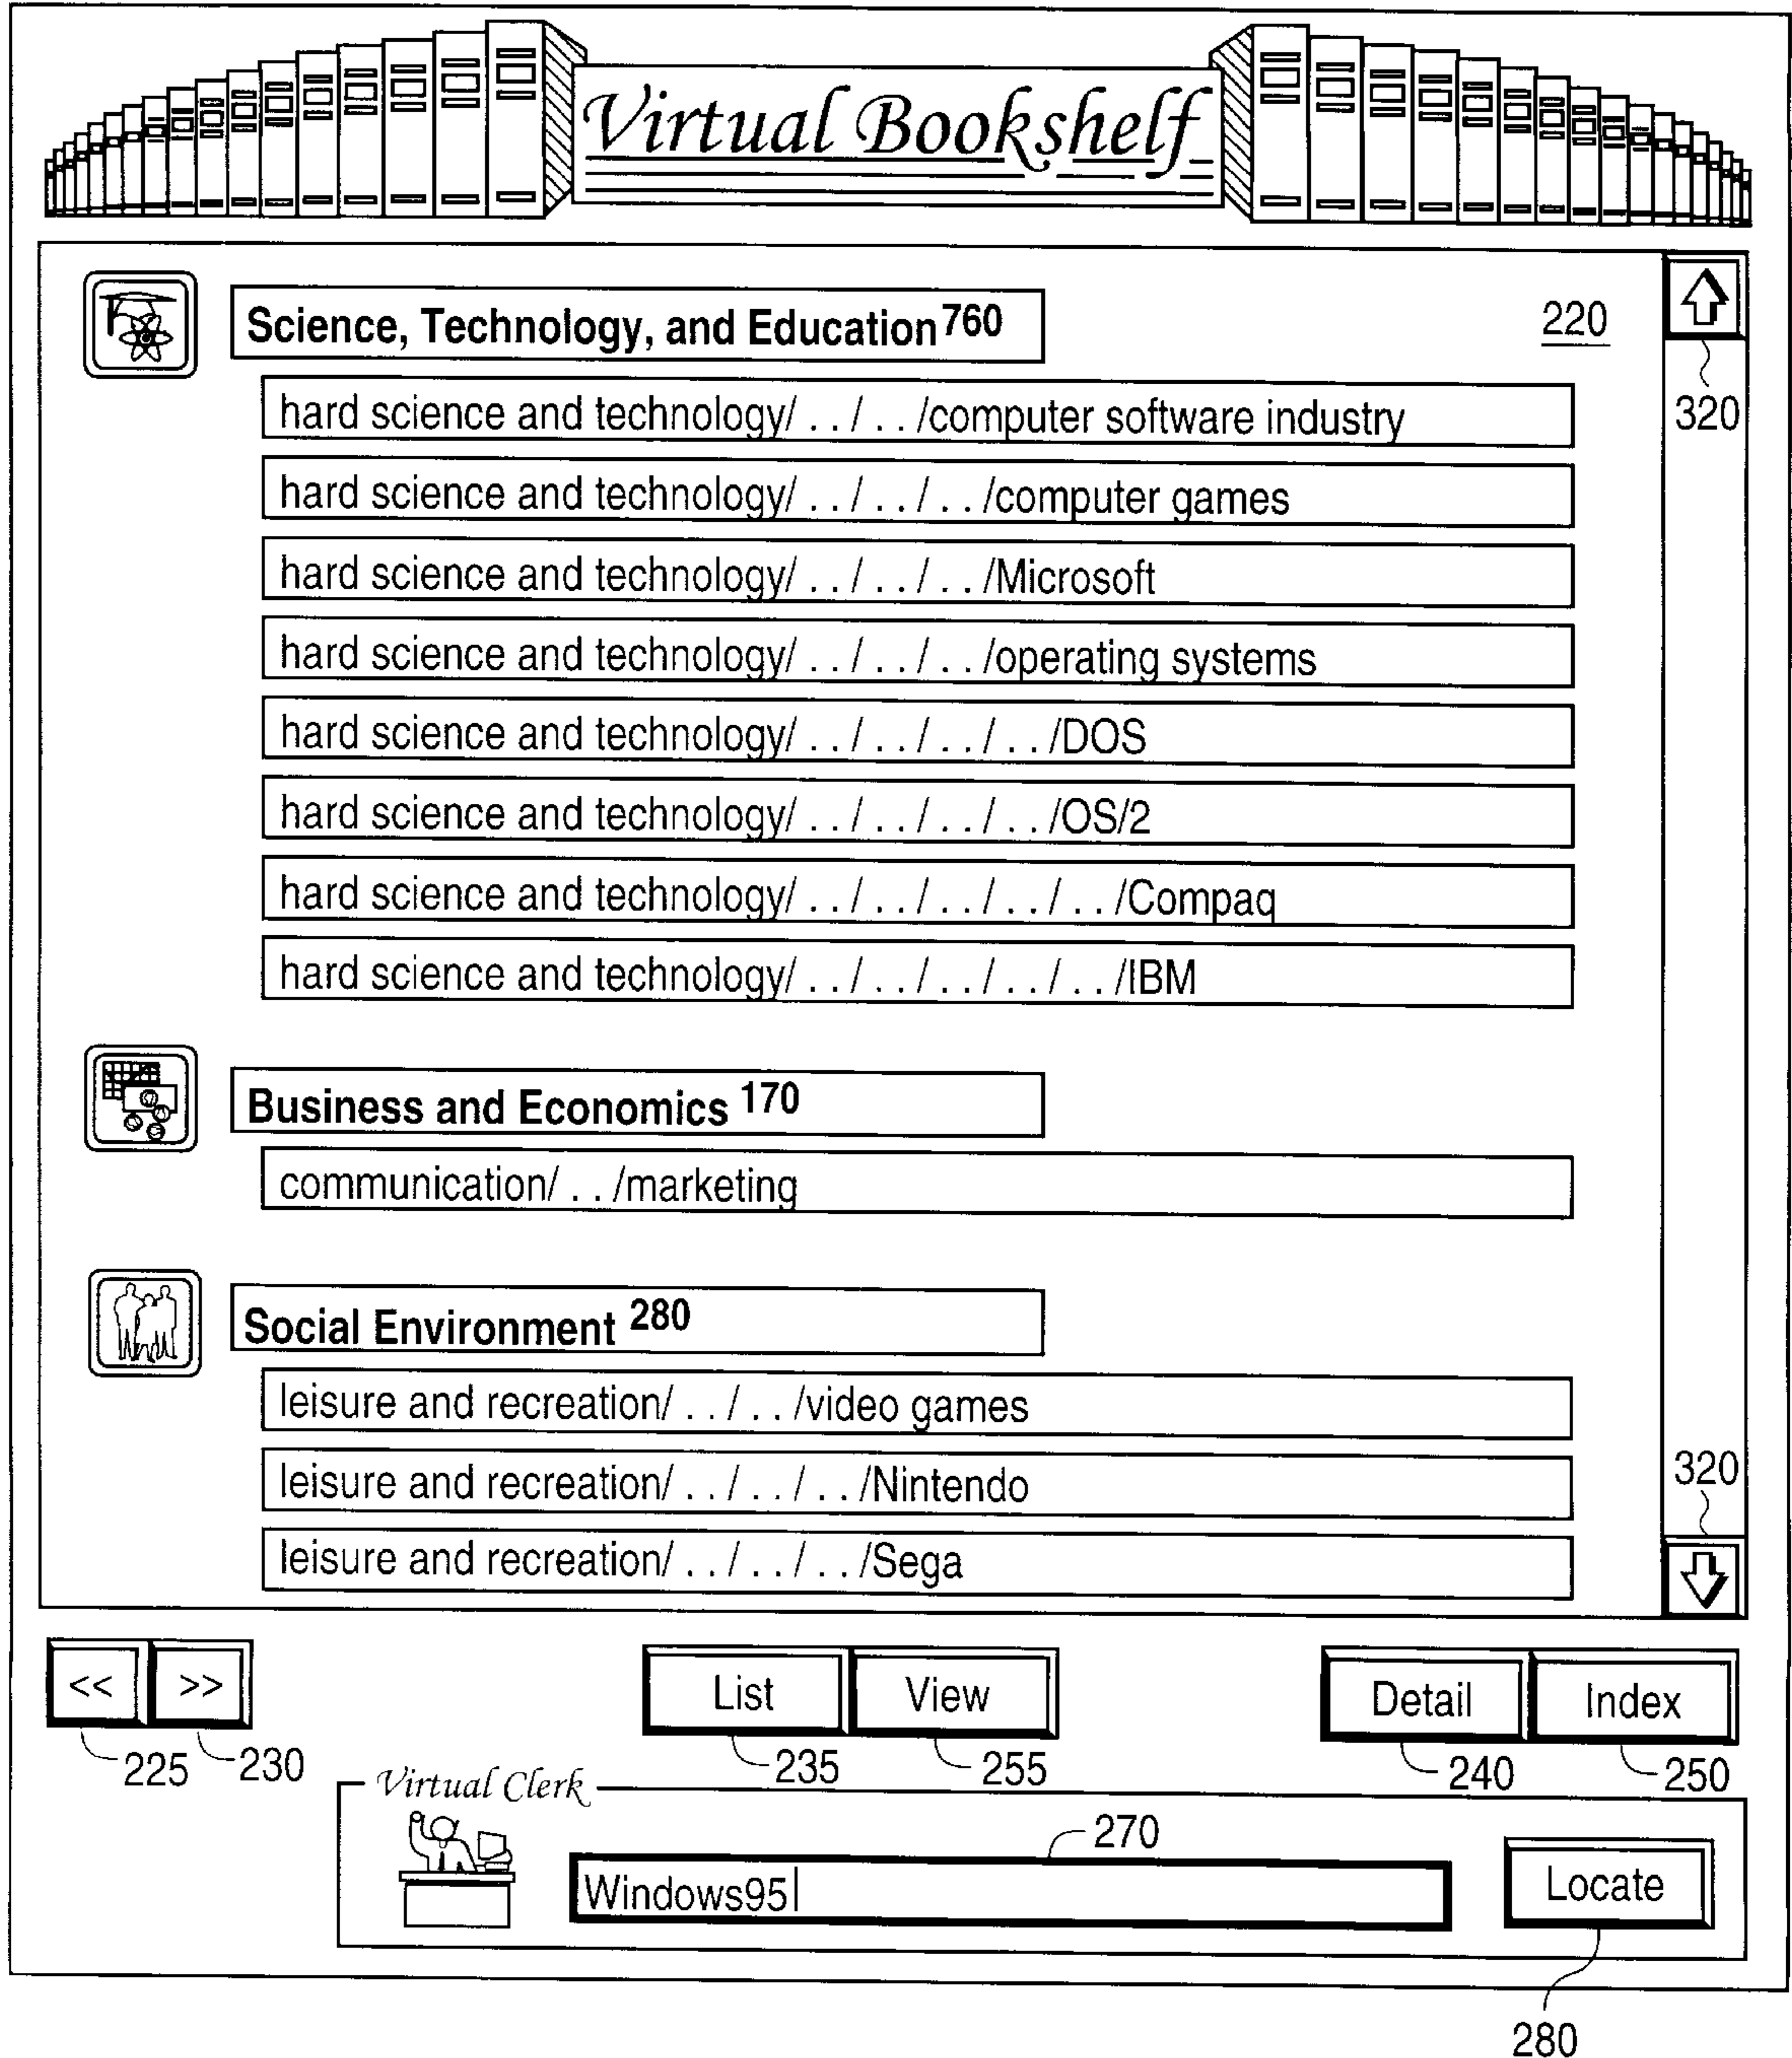 Virtual Bookshelf
Science, Technology, and Education 760
220
hard science and technology/ . . / . . /computer software industry
320
hard science and technology/ . . / . . / . . /computer games
hard science and technology/ . . / . . / . . /Microsoft
hard science and technology/ . . / . . / . . /operating systems
hard science and technology/ . . / . . / . . / . . /DOS
hard science and technology/ . . / . . / . . / . . /OS/2
hard science and technology/ . . / . . / . . / . . / . . /Compaq
hard science and technology/ . . / . . / . . / . . / . . /IBM
Business and Economics 170
communication/ . . /marketing
Social Environment 280
leisure and recreation/ . . / . . /video games
leisure and recreation/ . . / . . / . . /Nintendo
320
leisure and recreation/ . . / . . / . . /Sega
<< >> List View Detail Index
225 230 235 255 240 250
Virtual Clerk
270
Windows95
Locate
280